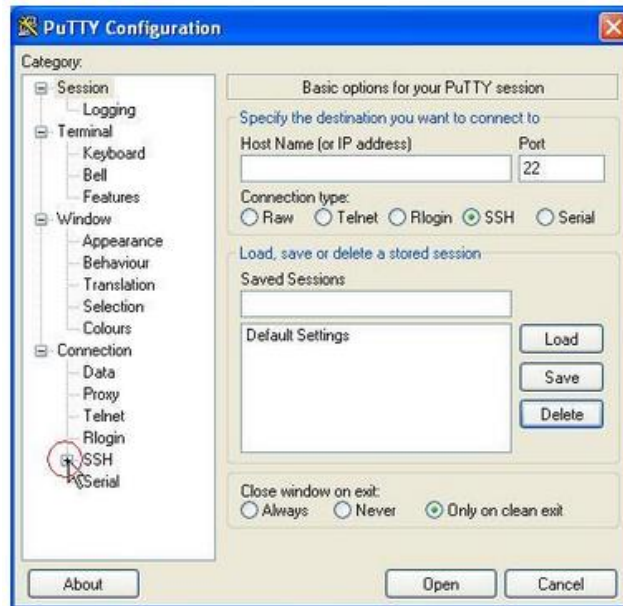 PuTTY Configuration
Category:
Session
Logging
Terminal
Keyboard
Bell
Features
Window
Appearance
Behaviour
Translation
Selection
Colours
Connection
Data
Proxy
Telnet
Rlogin
SSH
Serial
Basic options for your PuTTY session
Specify the destination you want to connect to
Host Name (or IP address) Port
22
Connection type:
Raw Telnet Rlogin SSH Serial
Load, save or delete a stored session
Saved Sessions
Default Settings
Load
Save
Delete
Close window on exit:
Always Never Only on clean exit
About Open Cancel